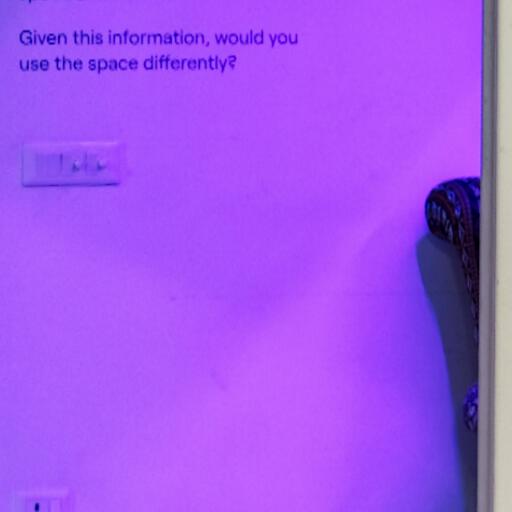 Given this information, would you
use the space differently?